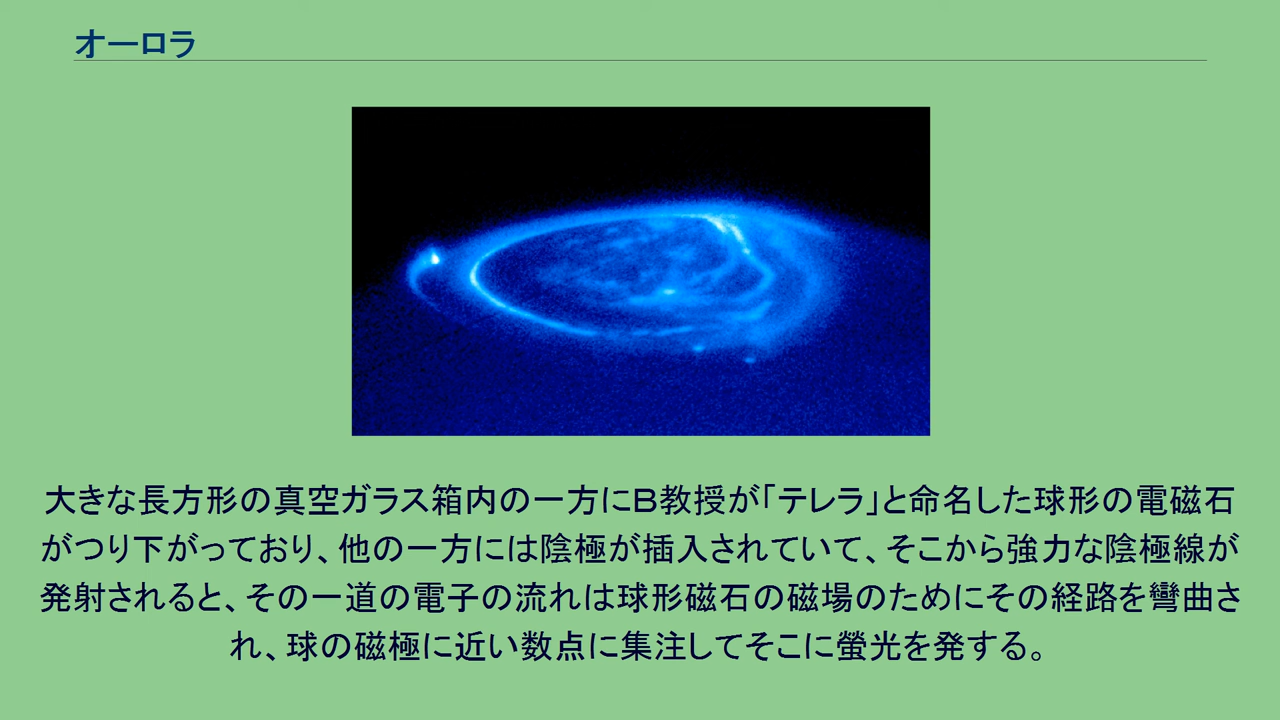 オーロラ
大きな長方形の真空ガラス箱内の一方にＢ教授が「テレラ」と命名した球形の電磁石
がつり下がっており、他の一方には陰極が插入されていて、そこから強力な陰極線が
発射されると、その一道の電子の流れは球形磁石の磁場のためにその経路を彎曲さ
れ、球の磁極に近い数点に集注してそこに螢光を発する。